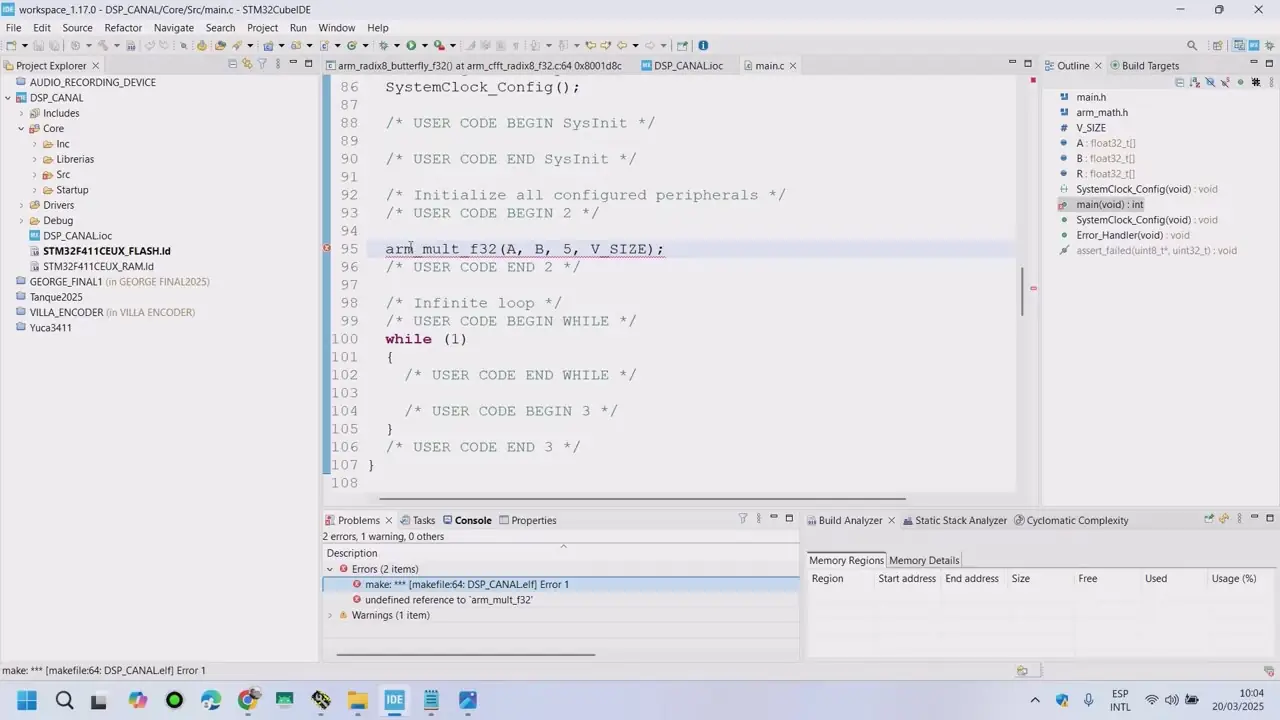 workspace_1.17.0 - DSP_CANAL/Core/Src/main.c - STM32CubeIDE
File Edit Source Refactor Navigate Search Project Run Window Help
Project Explorer
arm_radix8_butterfly_f32() at arm_cfft_radix8_f32.c:64 0x8001d8c
DSP_CANAL.ioc
main.c
Outline
Build Targets
AUDIO_RECORDING_DEVICE
DSP_CANAL
Includes
Core
Inc
Librerias
Src
Startup
Drivers
Debug
DSP_CANAL.ioc
STM32F411CEUX_FLASH.ld
STM32F411CEUX_RAM.ld
GEORGE_FINAL1 (in GEORGE FINAL2025)
Tanque2025
VILLA_ENCODER (in VILLA ENCODER)
Yuca3411
86 SystemClock_Config();
87
88 /* USER CODE BEGIN SysInit */
89
90 /* USER CODE END SysInit */
91
92 /* Initialize all configured peripherals */
93 /* USER CODE BEGIN 2 */
94
95 arm_mult_f32(A, B, 5, V_SIZE);
96 /* USER CODE END 2 */
97
98 /* Infinite loop */
99 /* USER CODE BEGIN WHILE */
100 while (1)
101 {
102 /* USER CODE END WHILE */
103
104 /* USER CODE BEGIN 3 */
105 }
106 /* USER CODE END 3 */
107 }
108
main.h
arm_math.h
V_SIZE
A : float32_t[]
B : float32_t[]
R : float32_t[]
SystemClock_Config(void) : void
main(void) : int
SystemClock_Config(void) : void
Error_Handler(void) : void
assert_failed(uint8_t*, uint32_t) : void
Problems Tasks Console Properties
2 errors, 1 warning, 0 others
Description
Errors (2 items)
make: *** [makefile:64: DSP_CANAL.elf] Error 1
undefined reference to `arm_mult_f32'
Warnings (1 item)
Build Analyzer Static Stack Analyzer Cyclomatic Complexity
Memory Regions Memory Details
Region Start address End address Size Free Used Usage (%)
make: *** [makefile:64: DSP_CANAL.elf] Error 1
IDE
ESP
INTL
10:04
20/03/2025